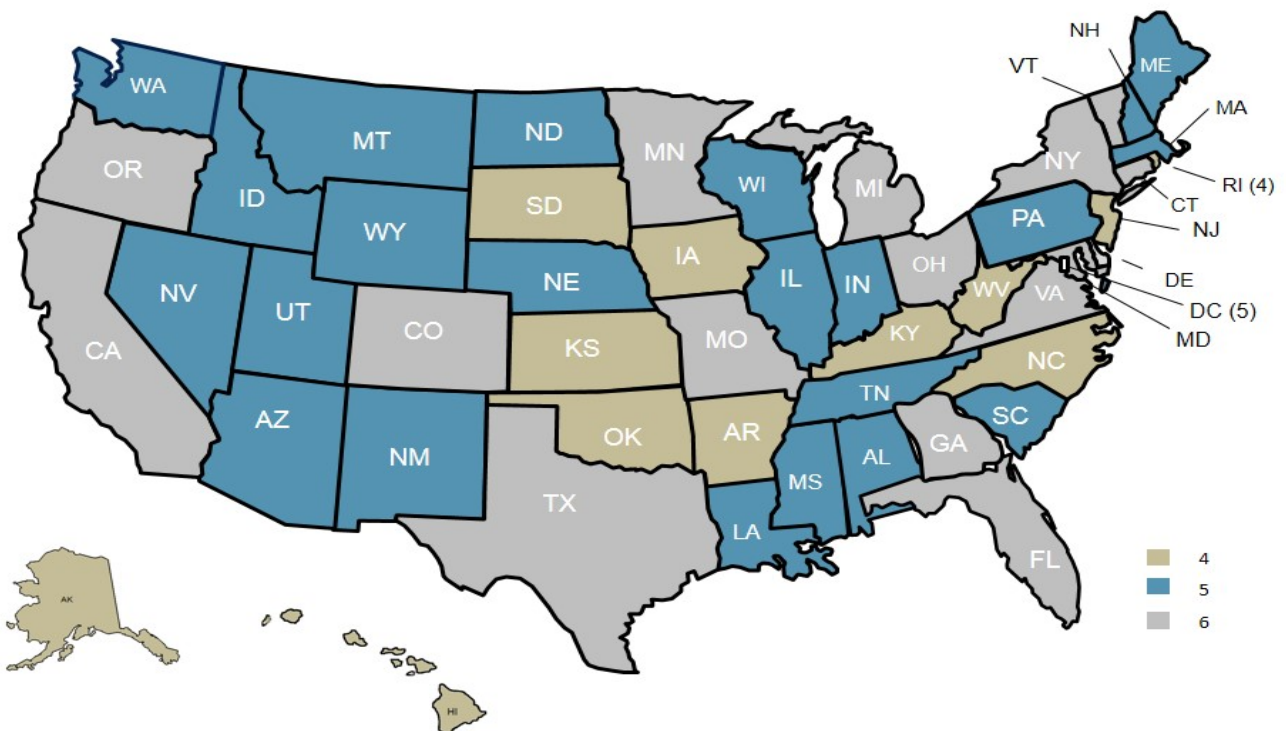 NH
VT
ME
WA
MA
MT
ND
MN
OR
NY
RI (4)
ID
WI
MI
CT
SD
PA
NJ
WY
IA
OH
DE
NE
IL
IN
WV
NV
VA
DC (5)
UT
CO
MD
CA
KS
MO
KY
NC
TN
AZ
OK
AR
SC
NM
GA
AL
MS
TX
LA
FL
4
5
6
AK
HI